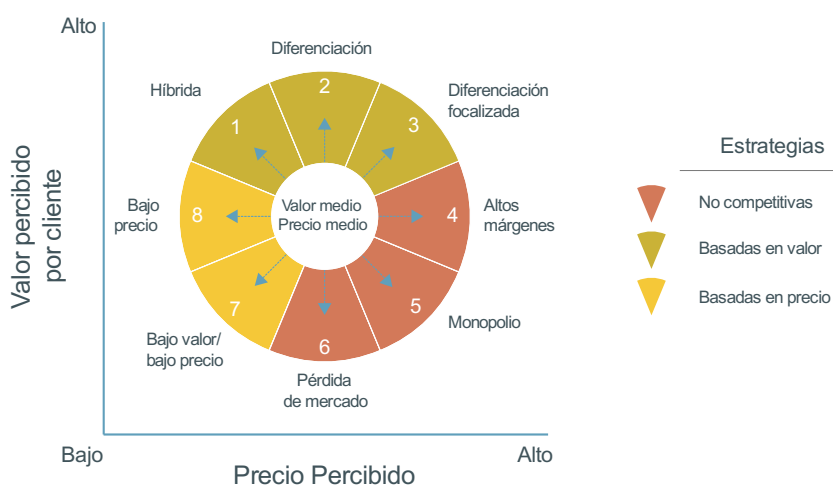 Alto
Diferenciación
Híbrida
Diferenciación
focalizada
2
1
3
Estrategias
Valor percibido
por cliente
Bajo
precio
8
Valor medio
Precio medio
4
Altos
márgenes
No competitivas
Basadas en valor
Basadas en precio
7
5
6
Monopolio
Bajo valor/
bajo precio
Pérdida
de mercado
Bajo
Precio Percibido
Alto